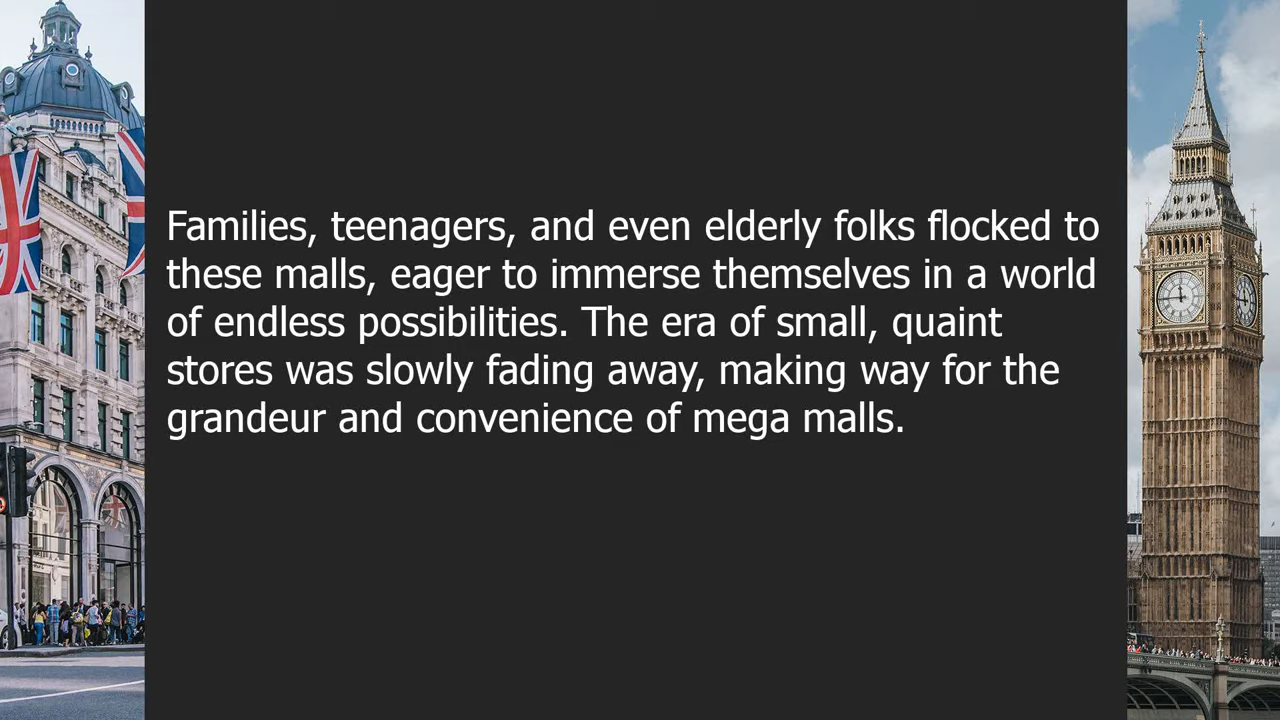 Families, teenagers, and even elderly folks flocked to
these malls, eager to immerse themselves in a world
of endless possibilities. The era of small, quaint
stores was slowly fading away, making way for the
grandeur and convenience of mega malls.